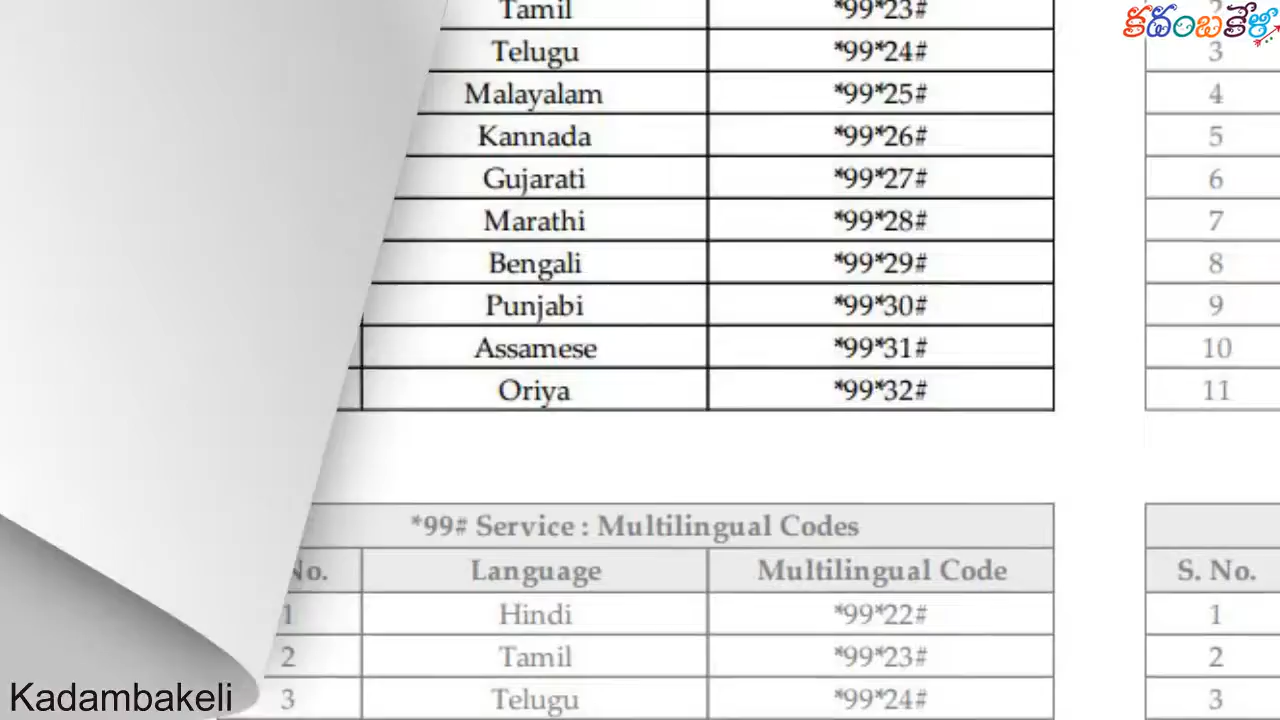 కదంబకేళి
Tamil *99*23#
Telugu *99*24# 3
Malayalam *99*25# 4
Kannada *99*26# 5
Gujarati *99*27# 6
Marathi *99*28# 7
Bengali *99*29# 8
Punjabi *99*30# 9
Assamese *99*31# 10
Oriya *99*32# 11
*99# Service : Multilingual Codes
No. Language Multilingual Code S. No.
1 Hindi *99*22# 1
2 Tamil *99*23# 2
3 Telugu *99*24# 3
Kadambakeli